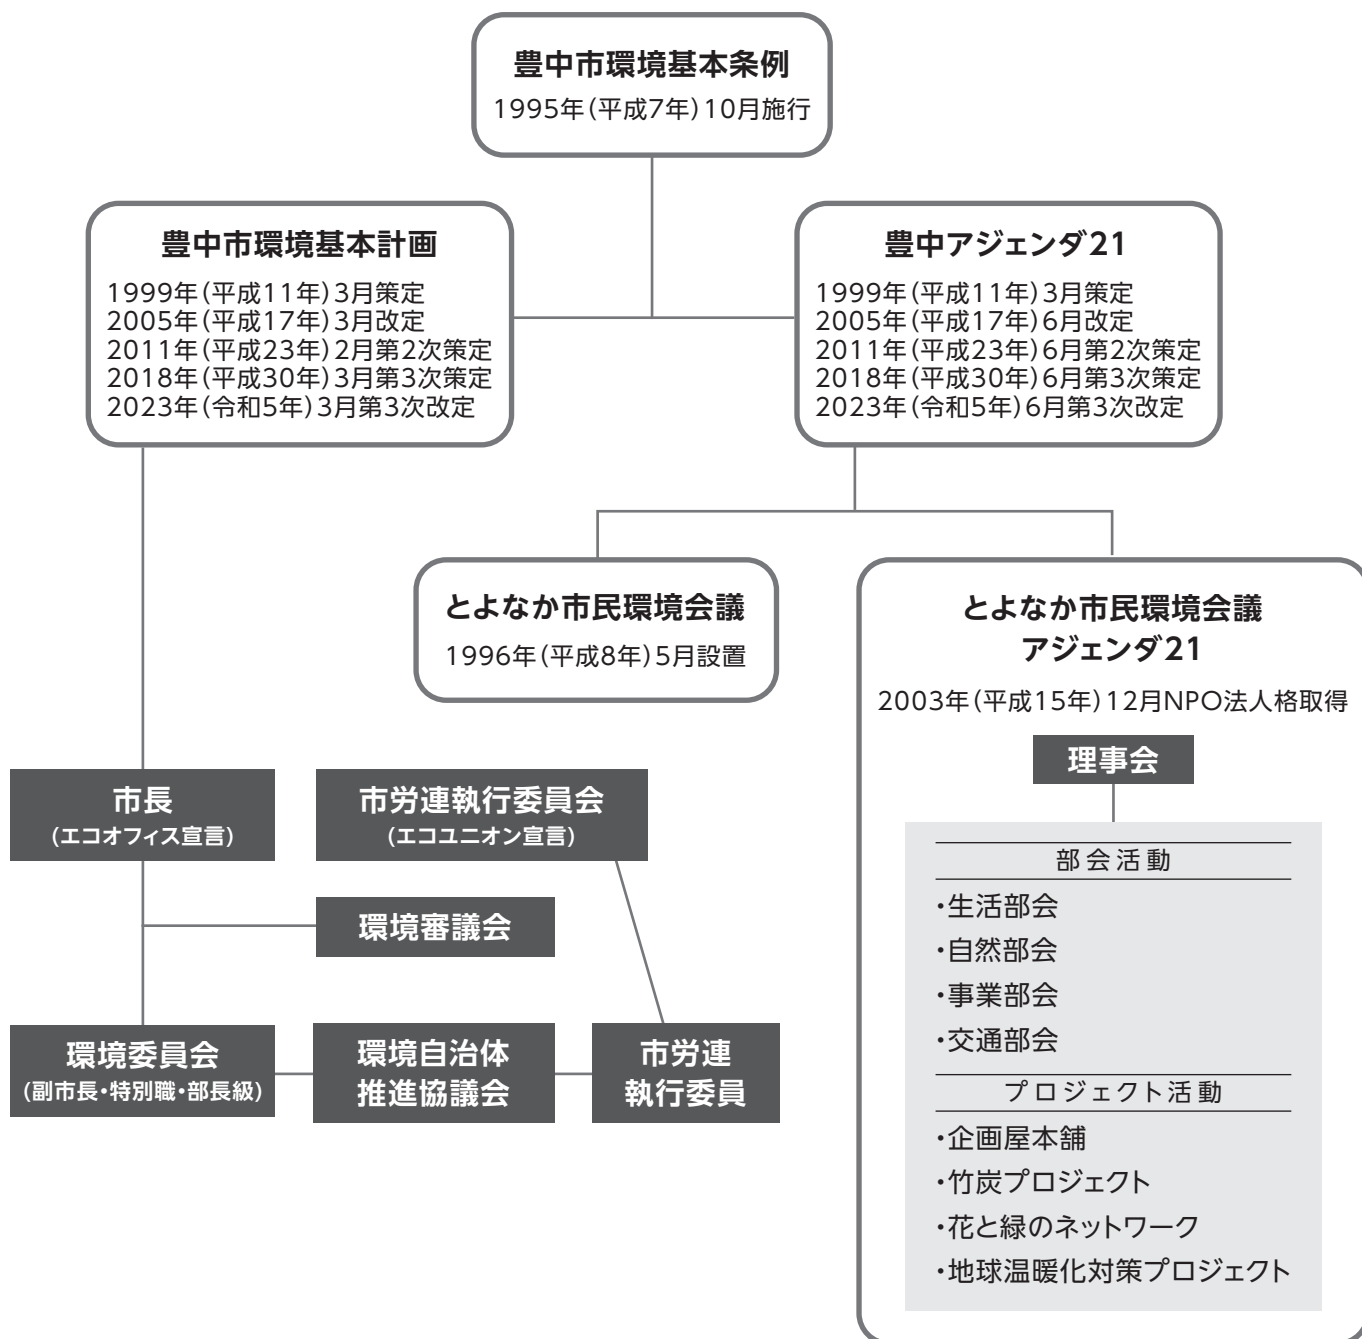 豊中市環境基本条例
1995年(平成7年)10月施行
豊中市環境基本計画
1999年(平成11年)3月策定
2005年(平成17年)3月改定
2011年(平成23年)2月第2次策定
2018年(平成30年)3月第3次策定
2023年(令和5年)3月第3次改定
豊中アジェンダ21
1999年(平成11年)3月策定
2005年(平成17年)6月改定
2011年(平成23年)6月第2次策定
2018年(平成30年)6月第3次策定
2023年(令和5年)6月第3次改定
とよなか市民環境会議
1996年(平成8年)5月設置
とよなか市民環境会議
アジェンダ21
2003年(平成15年)12月NPO法人格取得
理事会
部会活動
・生活部会
・自然部会
・事業部会
・交通部会
プロジェクト活動
・企画屋本舗
・竹炭プロジェクト
・花と緑のネットワーク
・地球温暖化対策プロジェクト
市長
(エコオフィス宣言)
市労連執行委員会
(エコユニオン宣言)
環境審議会
環境委員会
(副市長・特別職・部長級)
環境自治体
推進協議会
市労連
執行委員